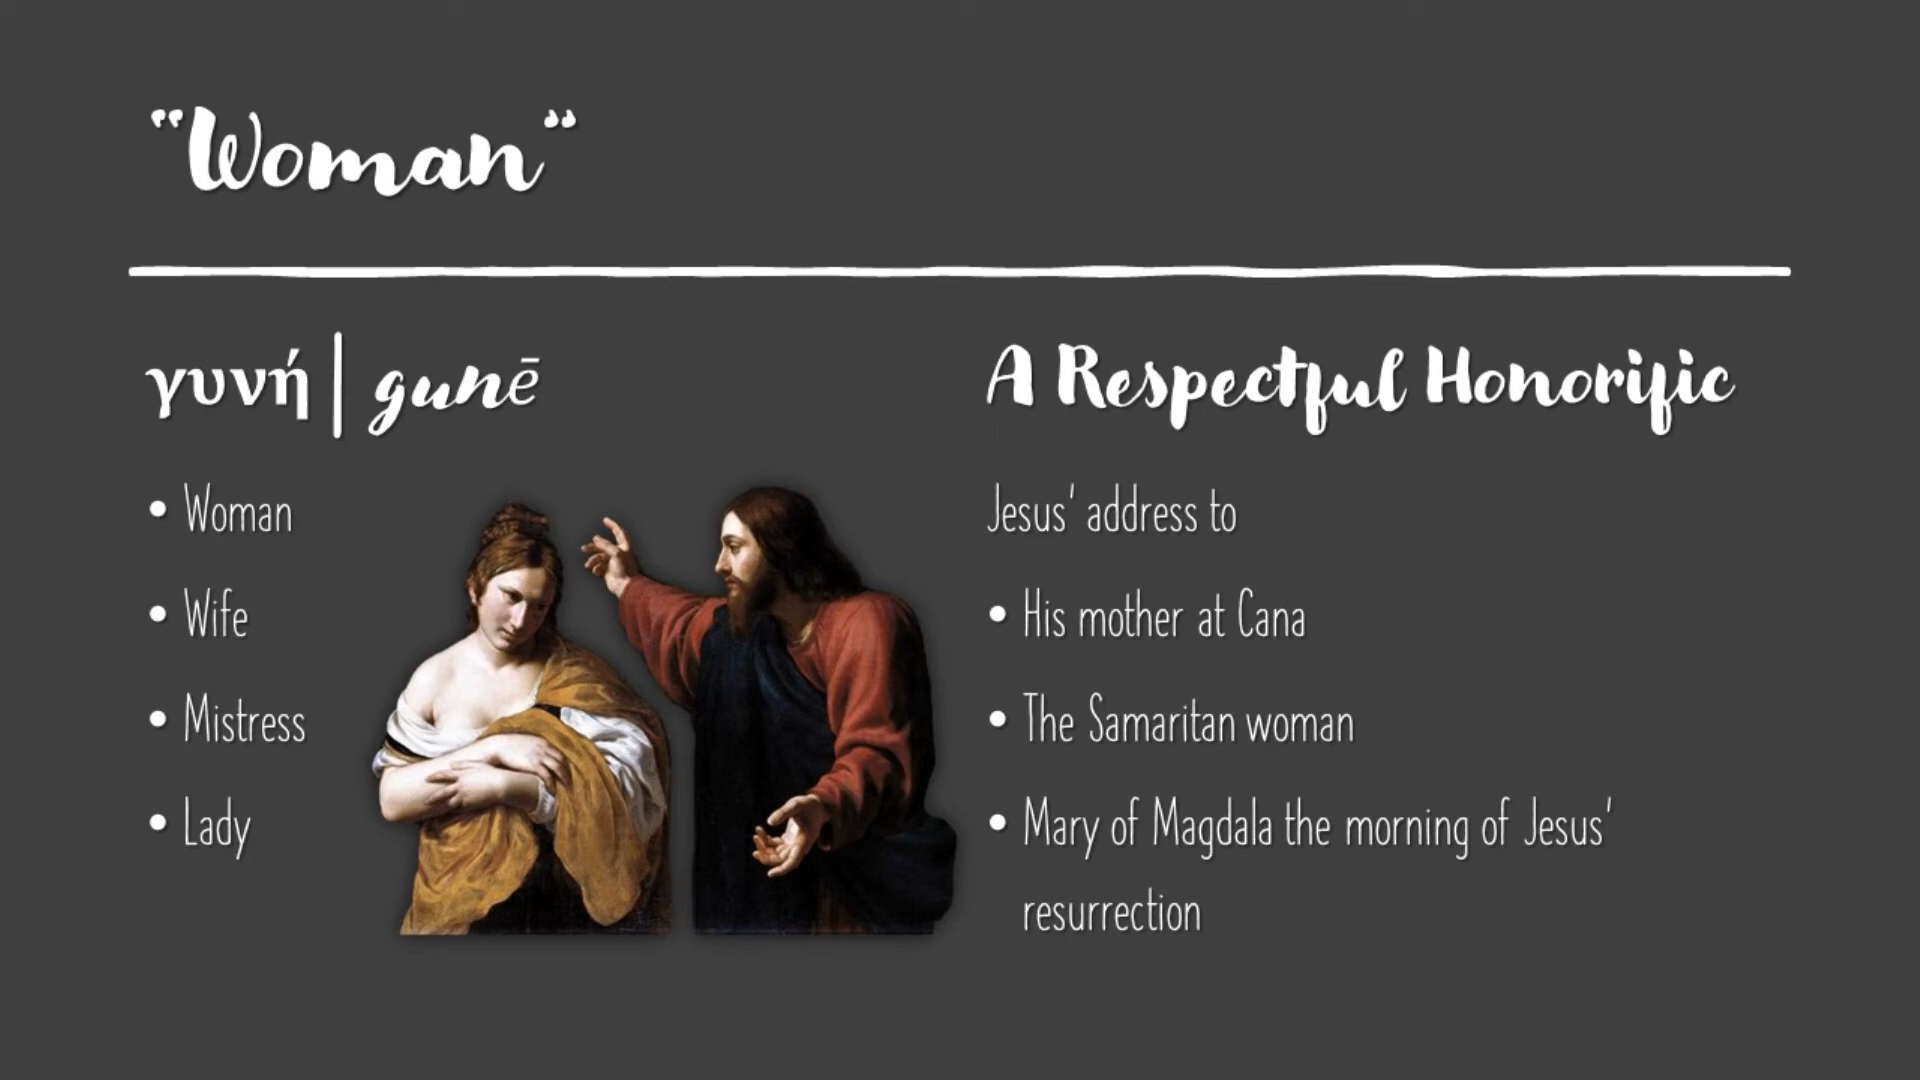 “Woman”
γυνή | gunē
• Woman
• Wife
• Mistress
• Lady
A Respectful Honorific
Jesus' address to
• His mother at Cana
• The Samaritan woman
• Mary of Magdala the morning of Jesus'
resurrection